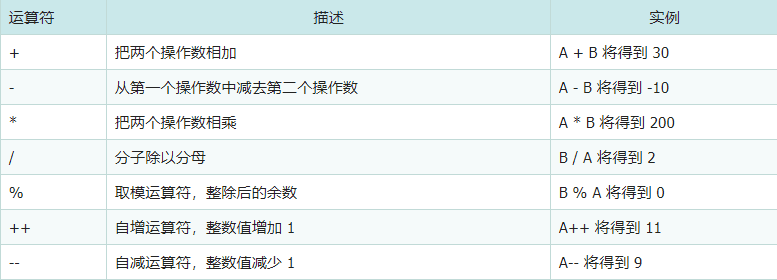 运算符 描述 实例
+ 把两个操作数相加 A + B 将得到 30
- 从第一个操作数中减去第二个操作数 A - B 将得到 -10
* 把两个操作数相乘 A * B 将得到 200
/ 分子除以分母 B / A 将得到 2
% 取模运算符，整除后的余数 B % A 将得到 0
++ 自增运算符，整数值增加 1 A++ 将得到 11
-- 自减运算符，整数值减少 1 A-- 将得到 9